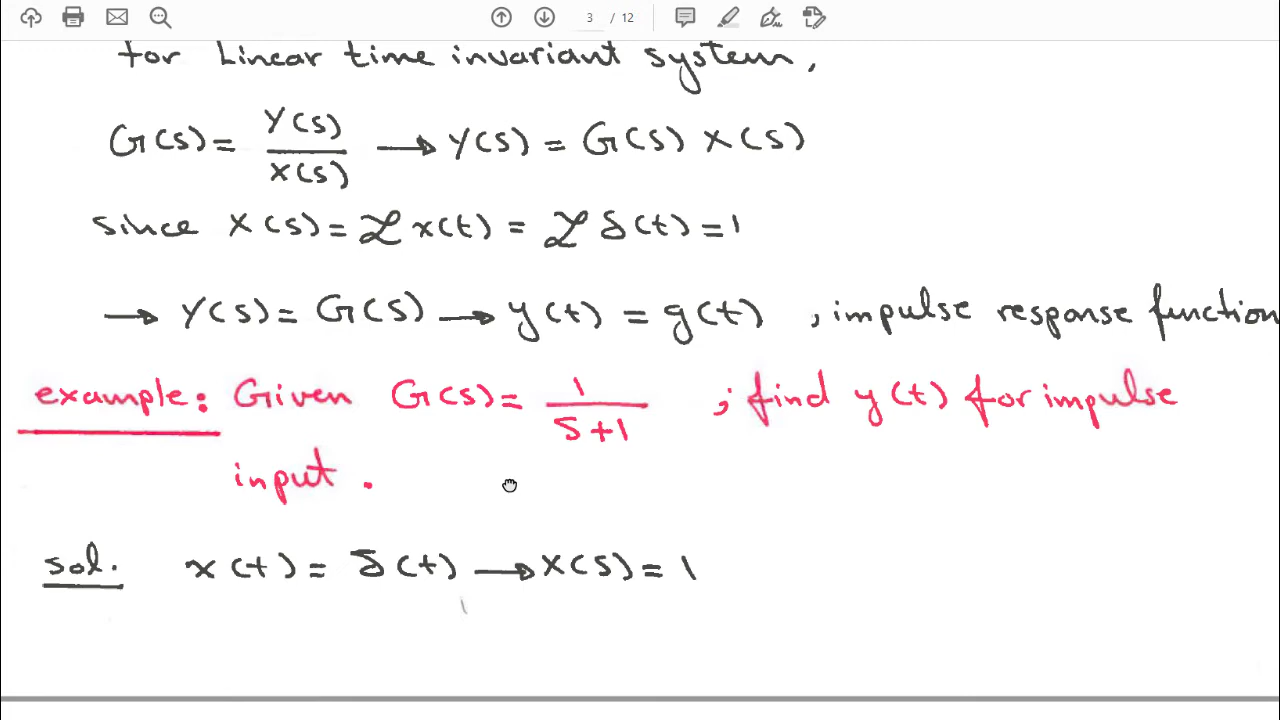 3 / 12
for Linear time invariant system,
G(s) = Y(s) / X(s) → Y(s) = G(s) X(s)
since X(s) = ℒ x(t) = ℒ δ(t) = 1
→ Y(s) = G(s) → y(t) = g(t) , impulse response function
example: Given G(s) = 1 / s+1 ; find y(t) for impulse
input.
sol. x(t) = δ(t) → X(s) = 1